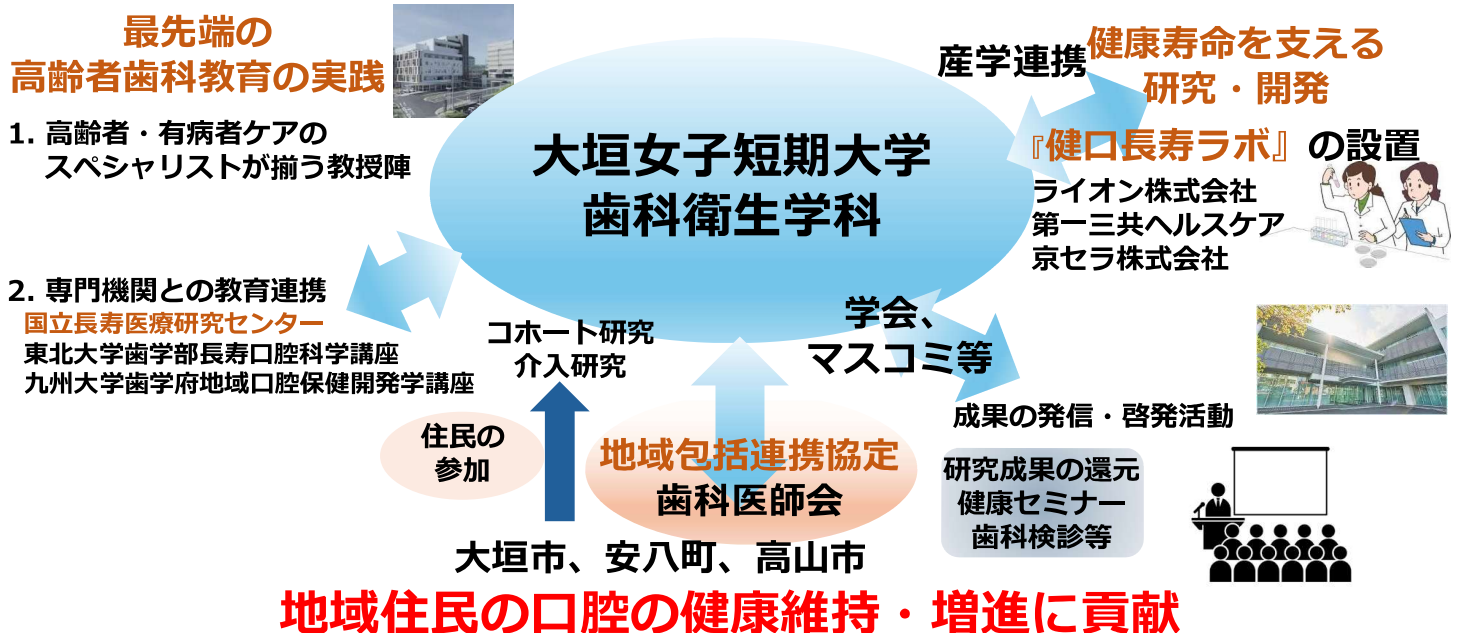 最先端の
高齢者歯科教育の実践
1. 高齢者・有病者ケアの
スペシャリストが揃う教授陣
2. 専門機関との教育連携
国立長寿医療研究センター
東北大学歯学部長寿口腔科学講座
九州大学歯学府地域口腔保健開発学講座
大垣女子短期大学
歯科衛生学科
産学連携
健康寿命を支える
研究・開発
『健口長寿ラボ』の設置
ライオン株式会社
第一三共ヘルスケア
京セラ株式会社
コホート研究
介入研究
住民の
参加
地域包括連携協定
歯科医師会
大垣市、安八町、高山市
学会、
マスコミ等
成果の発信・啓発活動
研究成果の還元
健康セミナー
歯科検診等
地域住民の口腔の健康維持・増進に貢献